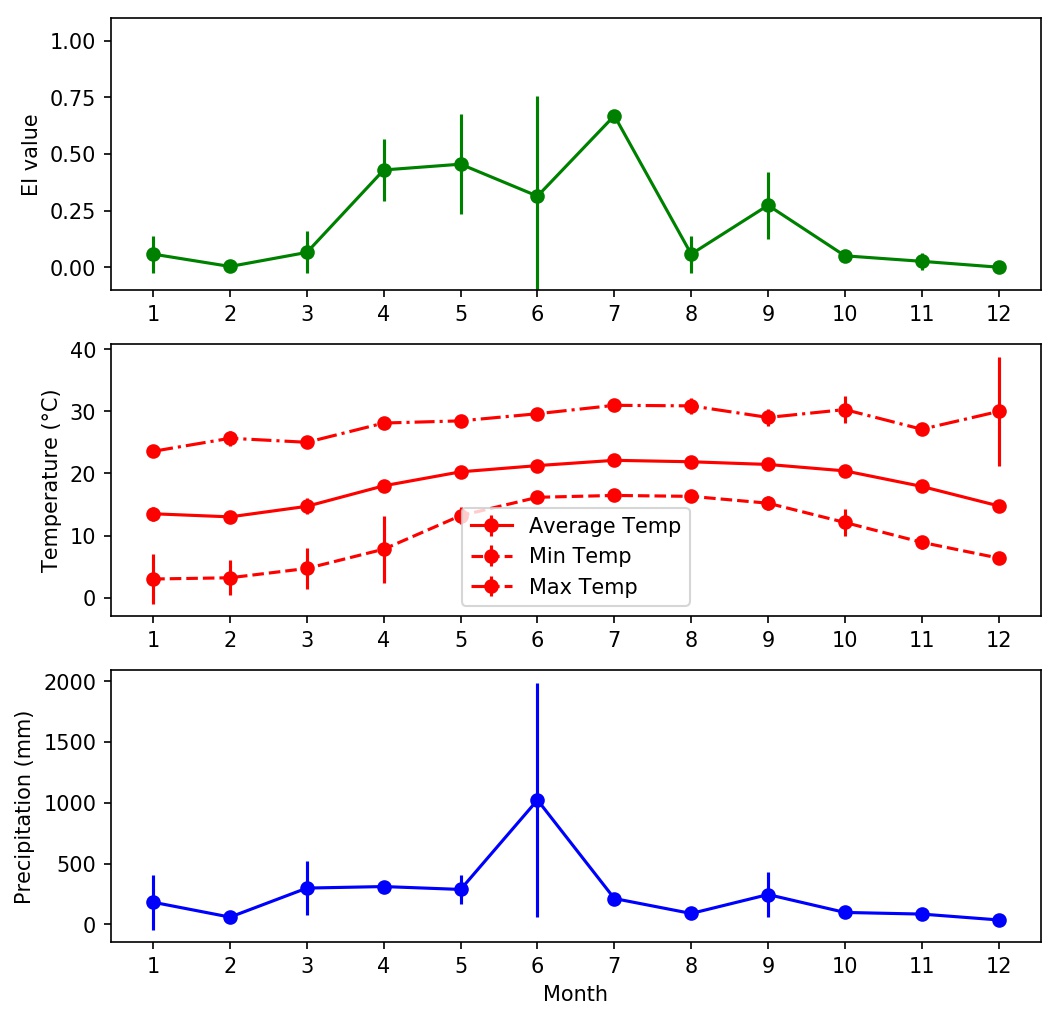 EI value
1.00
0.75
0.50
0.25
0.00
1 2 3 4 5 6 7 8 9 10 11 12
Temperature (°C)
40
30
20
10
0
Average Temp
Min Temp
Max Temp
1 2 3 4 5 6 7 8 9 10 11 12
Precipitation (mm)
2000
1500
1000
500
0
1 2 3 4 5 6 7 8 9 10 11 12
Month